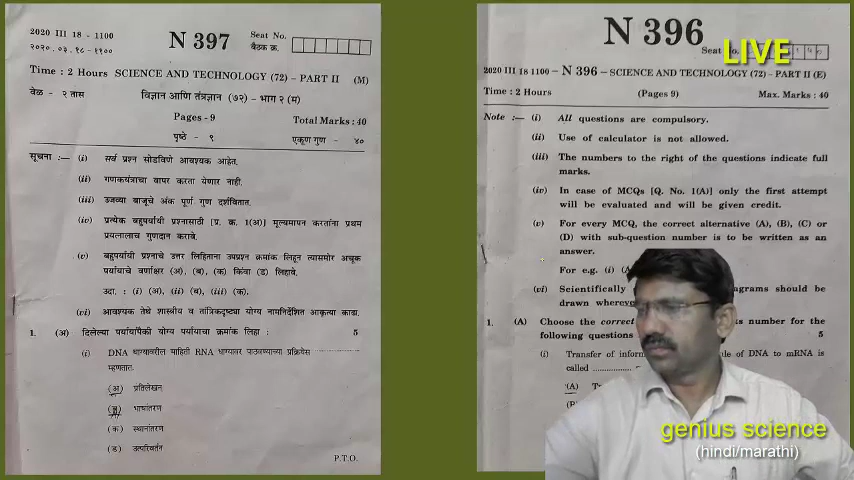 2020 III 18 - 1100
२०२०.०३.१८ -११००
N 397
Seat No.
बैठक क्र.
Time : 2 Hours SCIENCE AND TECHNOLOGY (72) - PART II (M)
वेळ - २ तास
विज्ञान आणि तंत्रज्ञान (७२) - भाग २ (म)
Pages - 9
Total Marks : 40
पृष्ठे - ९
एकूण गुण - ४०
सूचना :— (i) सर्व प्रश्न सोडविणे आवश्यक आहेत.
(ii) गणकयंत्राचा वापर करता येणार नाही.
(iii) उजव्या बाजूचे अंक पूर्ण गुण दर्शवितात.
(iv) प्रत्येक बहुपर्यायी प्रश्नासाठी [प्र. क्र. 1(अ)] मूल्यमापन करतांना प्रथम
प्रयत्नालाच गुणदान करावे.
(v) बहुपर्यायी प्रश्नाचे उत्तर लिहिताना उपप्रश्न क्रमांक लिहून त्यासमोर अचूक
पर्यायाचे वर्णाक्षर (अ), (ब), (क) किंवा (ड) लिहावे.
उदा. : (i) (अ), (ii) (ब), (iii) (क).
(vi) आवश्यक तेथे शास्त्रीय व तांत्रिकदृष्ट्या योग्य नामनिर्देशित आकृत्या काढा.
1. (अ) दिलेल्या पर्यायांपैकी योग्य पर्यायाचा क्रमांक लिहा : 5
(i) DNA धाग्यावरील माहिती RNA धाग्यावर पाठवण्याच्या प्रक्रियेस ................
म्हणतात.
(अ) प्रतिलेखन
(ब) भाषांतरण
(क) स्थानांतरण
(ड) उत्परिवर्तन
P.T.O.
N 396
Seat No.
LIVE
2020 III 18 1100 - N 396 - SCIENCE AND TECHNOLOGY (72) - PART II (E)
Time : 2 Hours
(Pages 9)
Max. Marks : 40
Note :— (i) All questions are compulsory.
(ii) Use of calculator is not allowed.
(iii) The numbers to the right of the questions indicate full
marks.
(iv) In case of MCQs [Q. No. 1(A)] only the first attempt
will be evaluated and will be given credit.
(v) For every MCQ, the correct alternative (A), (B), (C) or
(D) with sub-question number is to be written as an
answer.
For e.g. (i)
(vi) Scientifically
should be
drawn
1. (A) Choose the correct
number for the
following questions
5
(i) Transfer of
of DNA to mRNA is
called
(A)
genius science
(hindi/marathi)